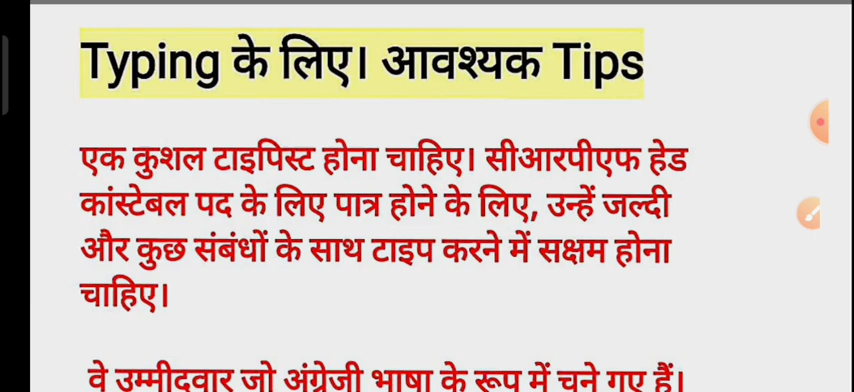 Typing के लिए। आवश्यक Tips
एक कुशल टाइपिस्ट होना चाहिए। सीआरपीएफ हेड
कांस्टेबल पद के लिए पात्र होने के लिए, उन्हें जल्दी
और कुछ संबंधों के साथ टाइप करने में सक्षम होना
चाहिए।
वे उम्मीदवार जो अंग्रेजी भाषा के रूप में चुने गए हैं।